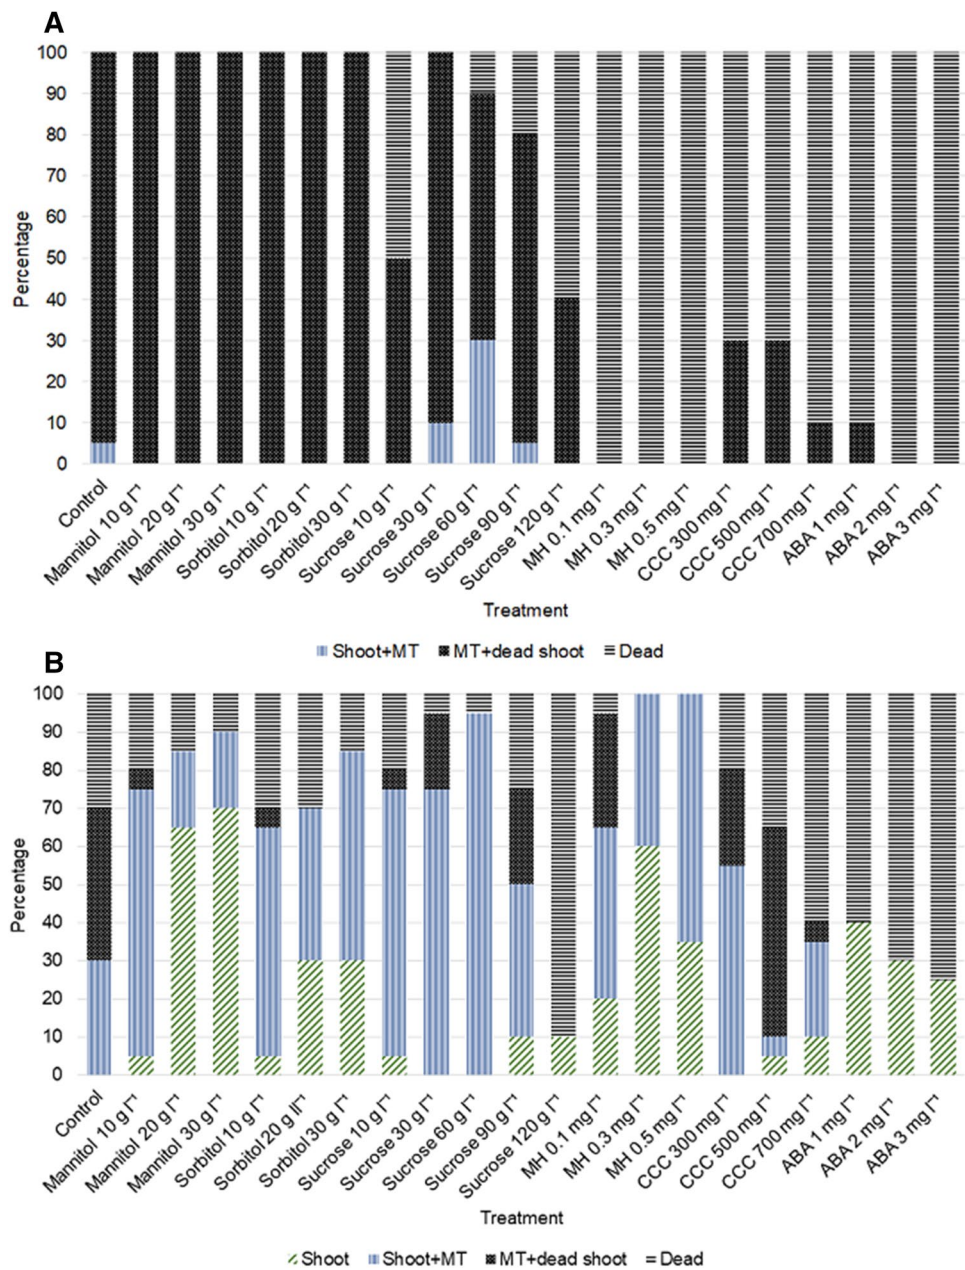 A
100
90
80
70
60
50
40
30
20
10
0
Percentage
Control
Mannitol 10 g l⁻¹
Mannitol 20 g l⁻¹
Mannitol 30 g l⁻¹
Sorbitol 10 g l⁻¹
Sorbitol 20 g l⁻¹
Sorbitol 30 g l⁻¹
Sucrose 10 g l⁻¹
Sucrose 30 g l⁻¹
Sucrose 60 g l⁻¹
Sucrose 90 g l⁻¹
Sucrose 120 g l⁻¹
MH 0.1 mg l⁻¹
MH 0.3 mg l⁻¹
MH 0.5 mg l⁻¹
CCC 300 mg l⁻¹
CCC 500 mg l⁻¹
CCC 700 mg l⁻¹
ABA 1 mg l⁻¹
ABA 2 mg l⁻¹
ABA 3 mg l⁻¹
Treatment
Shoot+MT MT+dead shoot Dead
B
100
90
80
70
60
50
40
30
20
10
0
Percentage
Control
Mannitol 10 g l⁻¹
Mannitol 20 g l⁻¹
Mannitol 30 g l⁻¹
Sorbitol 10 g l⁻¹
Sorbitol 20 g ll⁻¹
Sorbitol 30 g l⁻¹
Sucrose 10 g l⁻¹
Sucrose 30 g l⁻¹
Sucrose 60 g l⁻¹
Sucrose 90 g l⁻¹
Sucrose 120 g l⁻¹
MH 0.1 mg l⁻¹
MH 0.3 mg l⁻¹
MH 0.5 mg l⁻¹
CCC 300 mg l⁻¹
CCC 500 mg l⁻¹
CCC 700 mg l⁻¹
ABA 1 mg l⁻¹
ABA 2 mg l⁻¹
ABA 3 mg l⁻¹
Treatment
Shoot Shoot+MT MT+dead shoot Dead